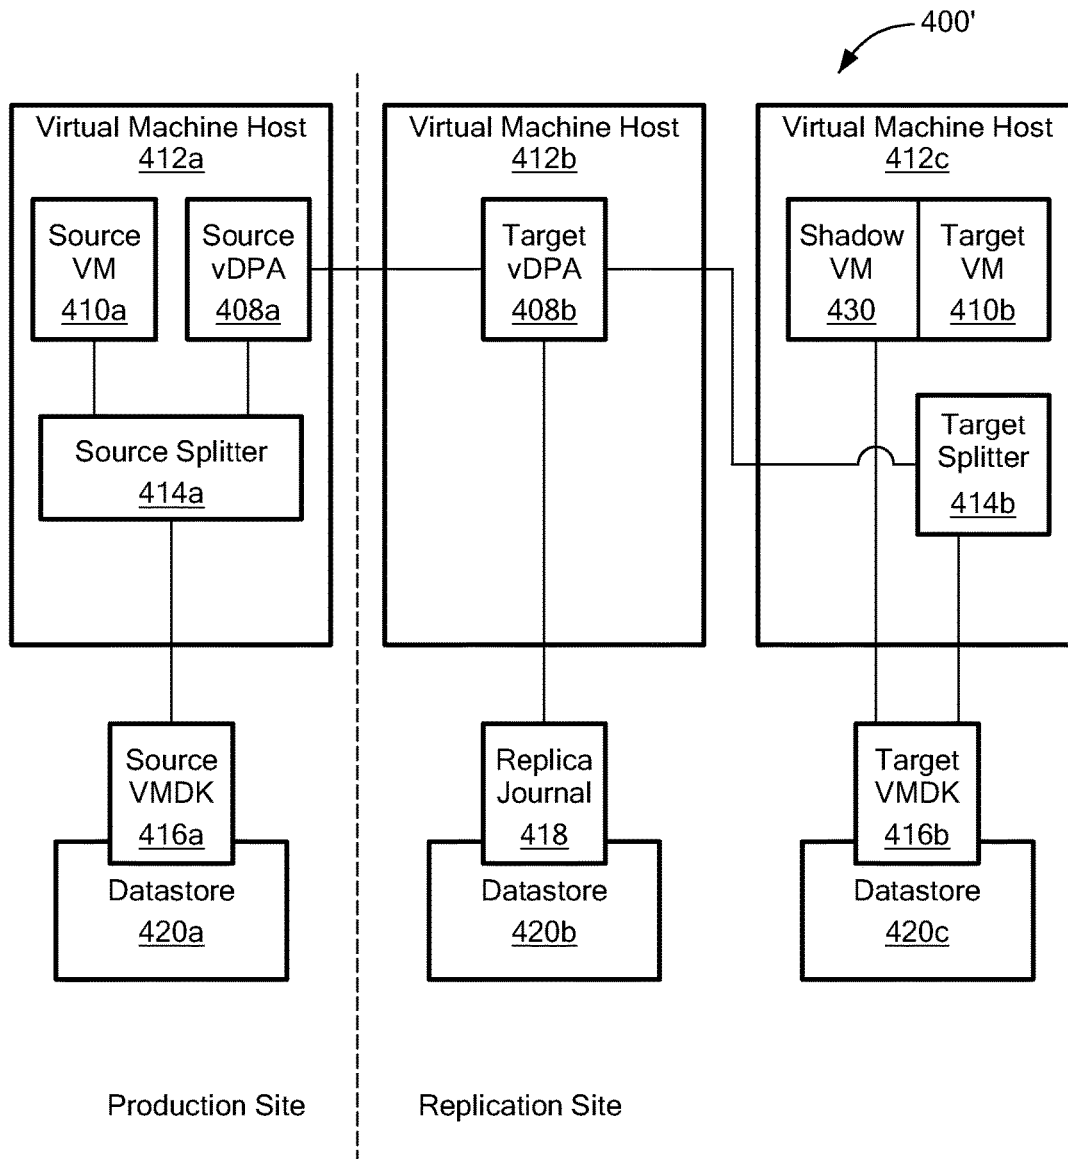 400'
Virtual Machine Host
412a
Source
VM
410a
Source
vDPA
408a
Source Splitter
414a
Source
VMDK
416a
Datastore
420a
Virtual Machine Host
412b
Target
vDPA
408b
Replica
Journal
418
Datastore
420b
Virtual Machine Host
412c
Shadow
VM
430
Target
VM
410b
Target
Splitter
414b
Target
VMDK
416b
Datastore
420c
Production Site
Replication Site